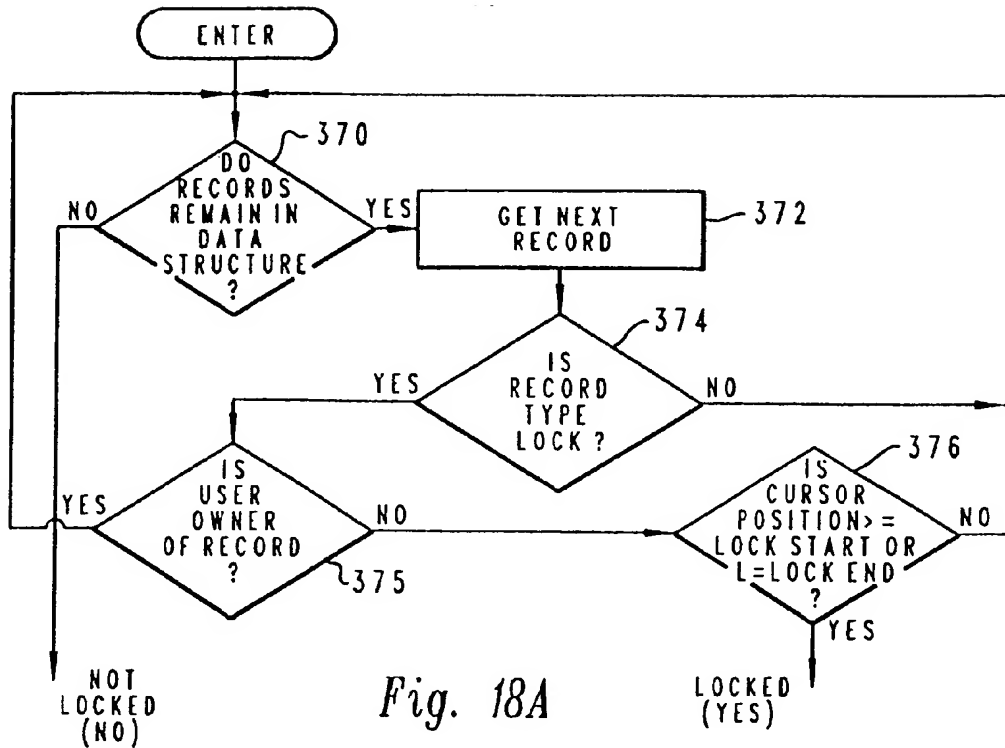 ENTER
370
DO
RECORDS
REMAIN IN
DATA
STRUCTURE
?
NO
YES
GET NEXT
RECORD
372
374
IS
RECORD
TYPE
LOCK ?
YES
NO
IS
USER
OWNER
OF RECORD
?
YES
NO
375
376
IS
CURSOR
POSITION>=
LOCK START OR
L=LOCK END
?
NO
YES
NOT
LOCKED
(NO)
Fig. 18A
LOCKED
(YES)